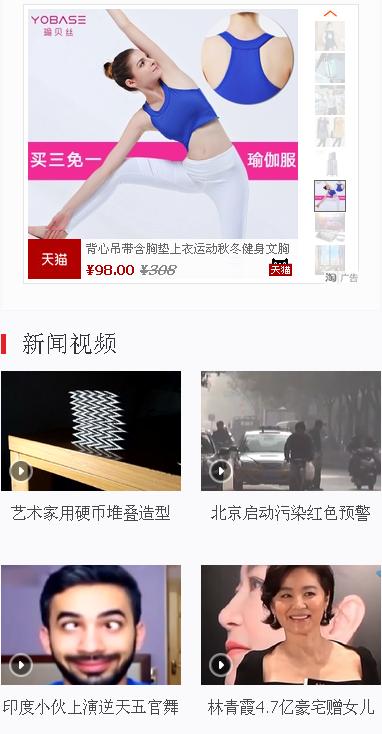 YOBASE
瑜贝丝
买三免一
瑜伽服
天猫
背心吊带含胸垫上衣运动秋冬健身文胸
¥98.00 ¥308
天猫
淘 广告
新闻视频
艺术家用硬币堆叠造型
北京启动污染红色预警
印度小伙上演逆天五官舞
林青霞4.7亿豪宅赠女儿